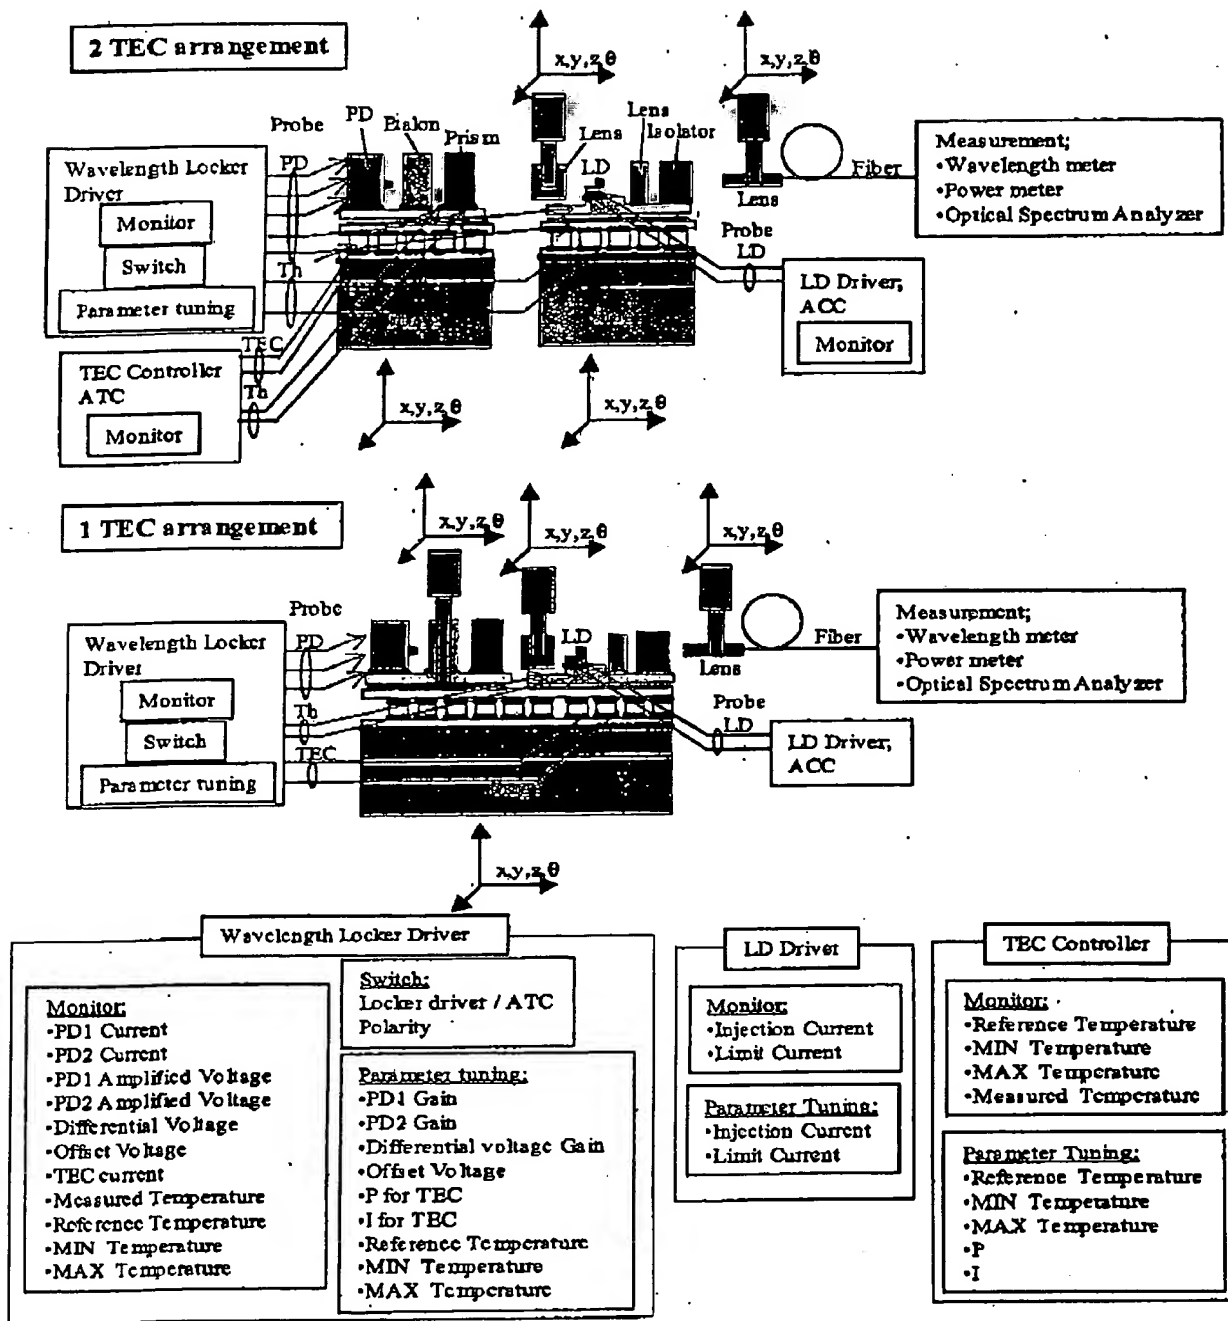 2 TEC arrangement
x,y,z,θ
x,y,z,θ
Probe
PD
Etalon
Prism
Lens
LD
Lens
Isolator
Lens
Fiber
Measurement;
•Wavelength meter
•Power meter
•Optical Spectrum Analyzer
Wavelength Locker
Driver
Monitor
Switch
Parameter tuning
PD
Th
TEC
Th
TEC Controller
ATC
Monitor
Probe
LD
LD Driver,
ACC
Monitor
x,y,z,θ
x,y,z,θ
1 TEC arrangement
x,y,z,θ
x,y,z,θ
x,y,z,θ
Probe
PD
LD
Lens
Fiber
Measurement;
•Wavelength meter
•Power meter
•Optical Spectrum Analyzer
Wavelength Locker
Driver
Monitor
Switch
Parameter tuning
Th
TEC
Probe
LD
LD Driver,
ACC
x,y,z,θ
Wavelength Locker Driver
Monitor:
•PD1 Current
•PD2 Current
•PD1 Amplified Voltage
•PD2 Amplified Voltage
•Differential Voltage
•Offset Voltage
•TEC current
•Measured Temperature
•Reference Temperature
•MIN Temperature
•MAX Temperature
Switch:
Locker driver / ATC
Polarity
Parameter tuning:
•PD1 Gain
•PD2 Gain
•Differential voltage Gain
•Offset Voltage
•P for TEC
•I for TEC
•Reference Temperature
•MIN Temperature
•MAX Temperature
LD Driver
Monitor:
•Injection Current
•Limit Current
Parameter Tuning:
•Injection Current
•Limit Current
TEC Controller
Monitor:
•Reference Temperature
•MIN Temperature
•MAX Temperature
•Measured Temperature
Parameter Tuning:
•Reference Temperature
•MIN Temperature
•MAX Temperature
•P
•I